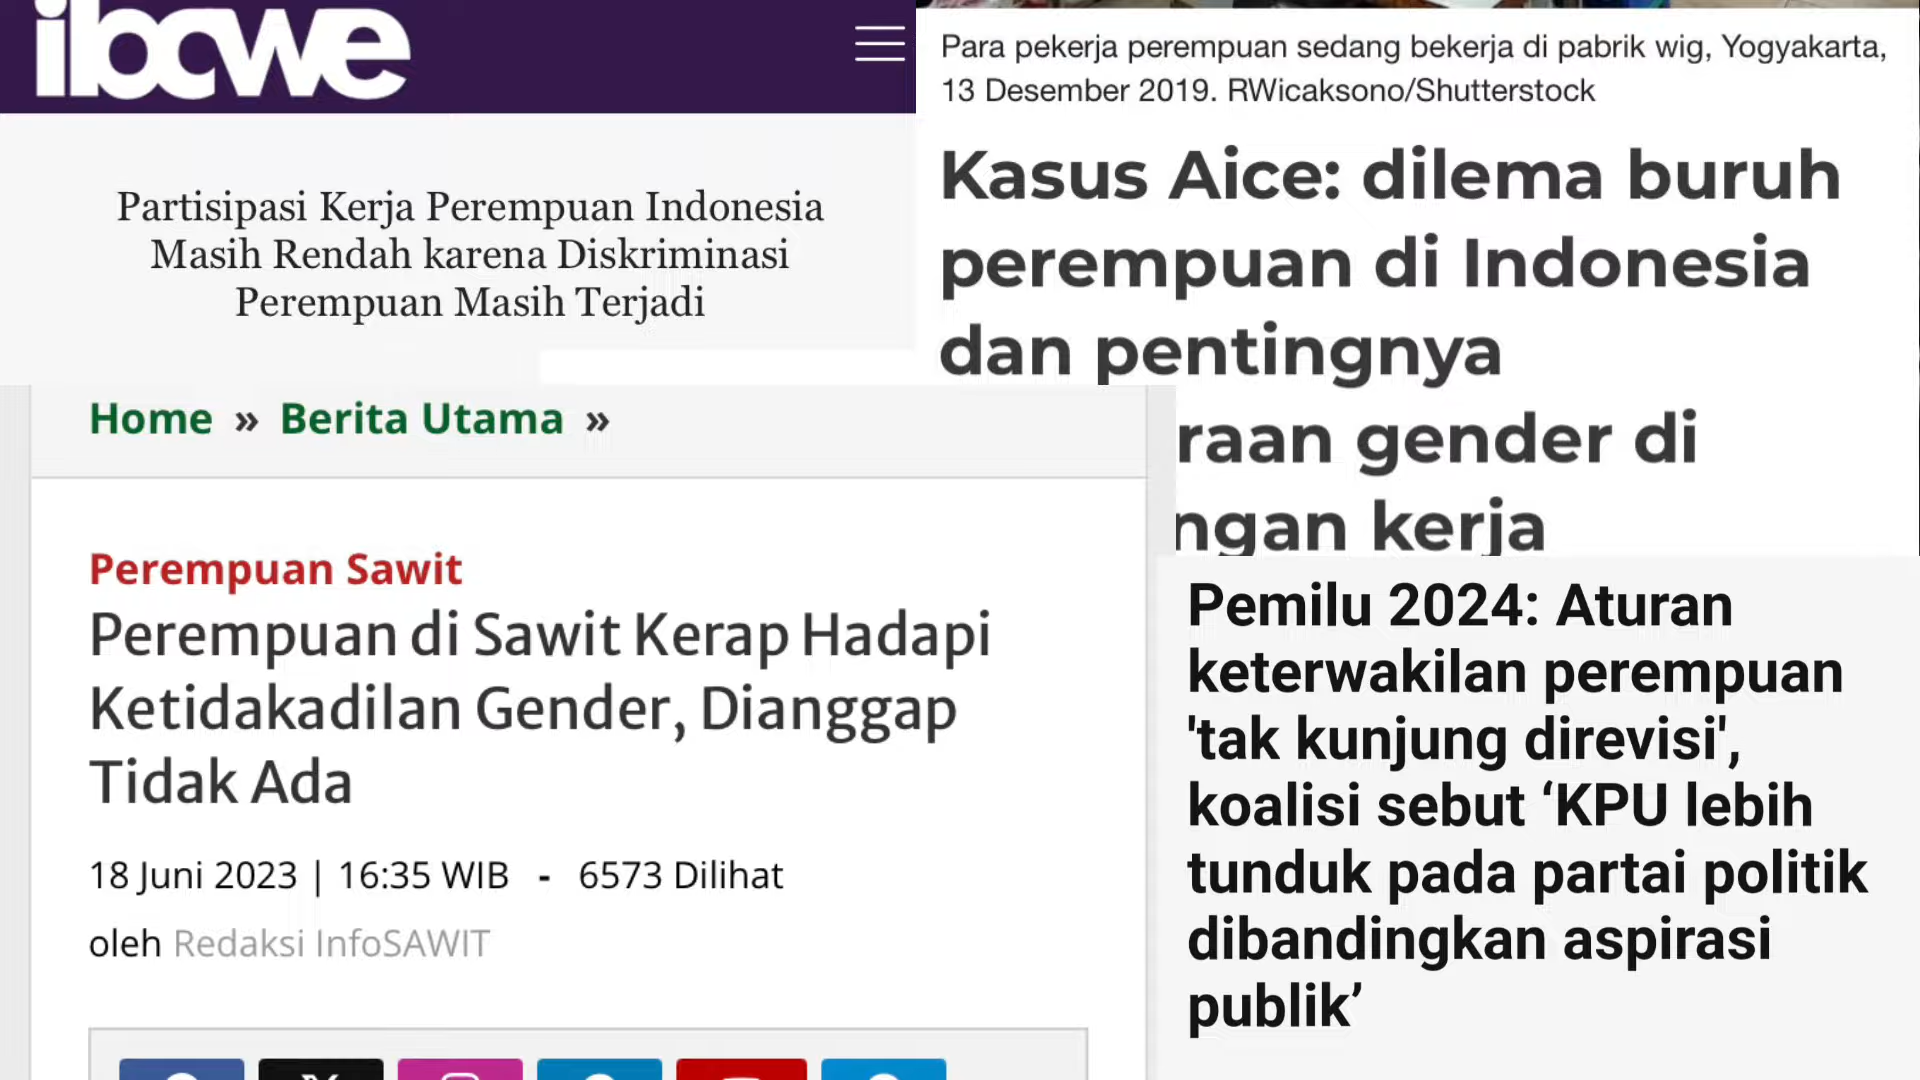 ibcwe
Partisipasi Kerja Perempuan Indonesia
Masih Rendah karena Diskriminasi
Perempuan Masih Terjadi
Para pekerja perempuan sedang bekerja di pabrik wig, Yogyakarta,
13 Desember 2019. RWicaksono/Shutterstock
Kasus Aice: dilema buruh
perempuan di Indonesia
dan pentingnya
raan gender di
ngan kerja
Home » Berita Utama »
Perempuan Sawit
Perempuan di Sawit Kerap Hadapi
Ketidakadilan Gender, Dianggap
Tidak Ada
18 Juni 2023 | 16:35 WIB - 6573 Dilihat
oleh Redaksi InfoSAWIT
Pemilu 2024: Aturan
keterwakilan perempuan
'tak kunjung direvisi',
koalisi sebut ‘KPU lebih
tunduk pada partai politik
dibandingkan aspirasi
publik’